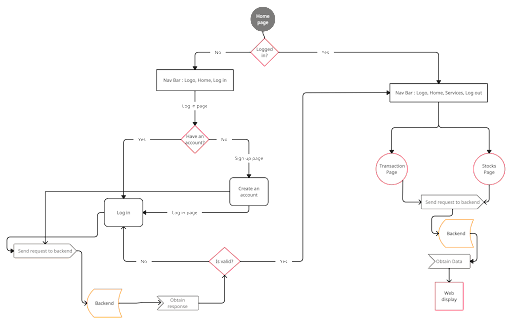 Home
page
Logged
in?
No
Yes
Nav Bar : Logo, Home, Log in
Nav Bar : Logo, Home, Services, Log out
Log in page
Have an
account?
Yes
No
Sign up page
Transaction
Page
Stocks
Page
Create an
account
Log in
Log in page
Send request to backend
Send request to backend
Backend
No
Is valid?
Yes
Obtain Data
Backend
Obtain
response
Web
display